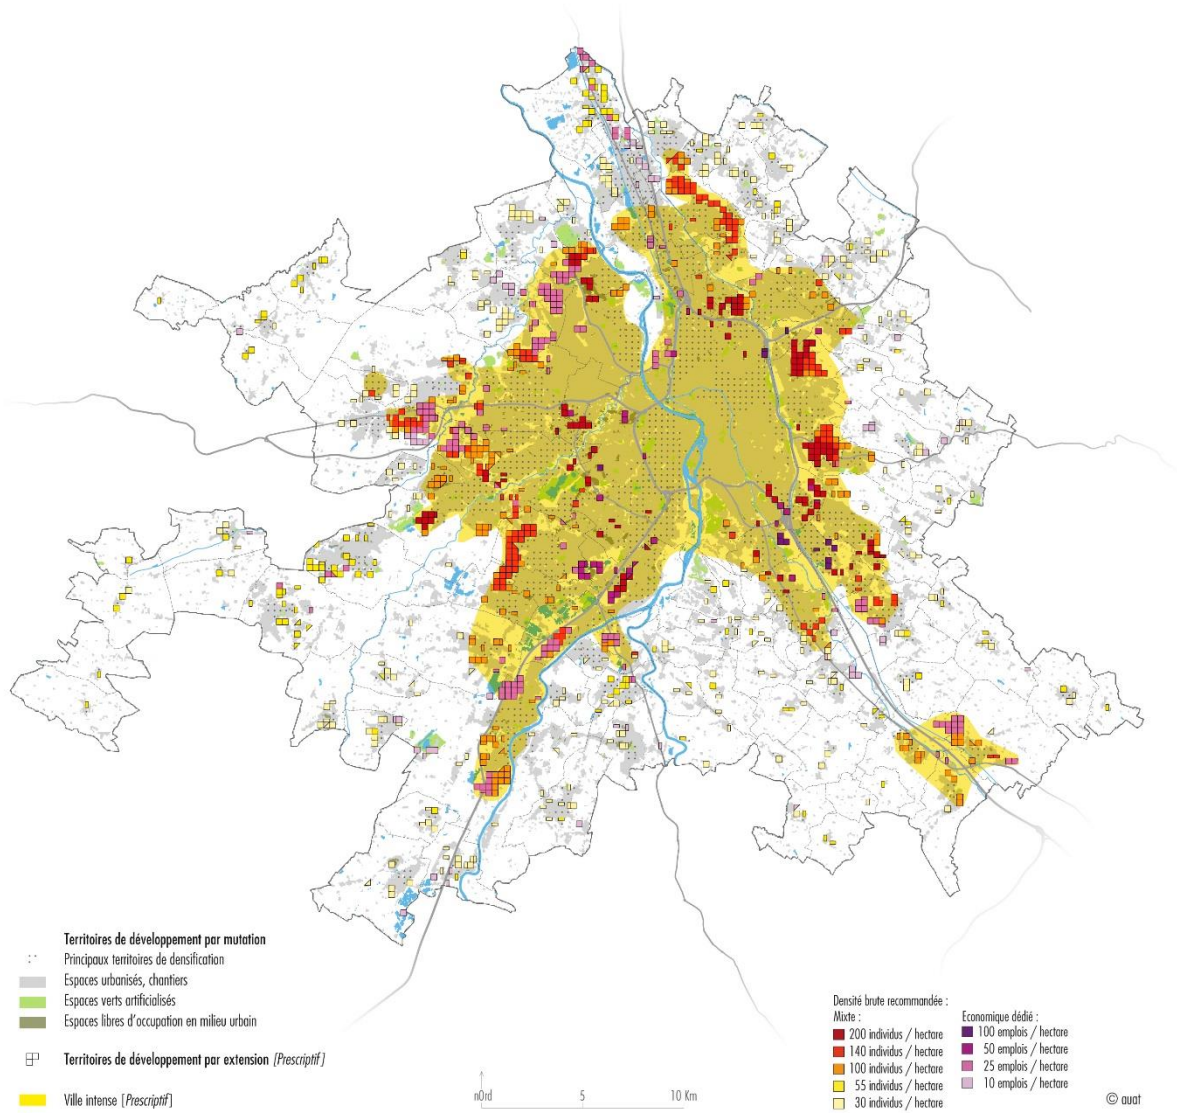 Territoires de développement par mutation
Principaux territoires de densification
Espaces urbanisés, chantiers
Espaces verts artificialisés
Espaces libres d'occupation en milieu urbain
Territoires de développement par extension [Prescriptif]
Ville intense [Prescriptif]
n0rd 5 10 Km
Densité brute recommandée :
Mixte :
200 individus / hectare
140 individus / hectare
100 individus / hectare
55 individus / hectare
30 individus / hectare
Economique dédié :
100 emplois / hectare
50 emplois / hectare
25 emplois / hectare
10 emplois / hectare
© auat